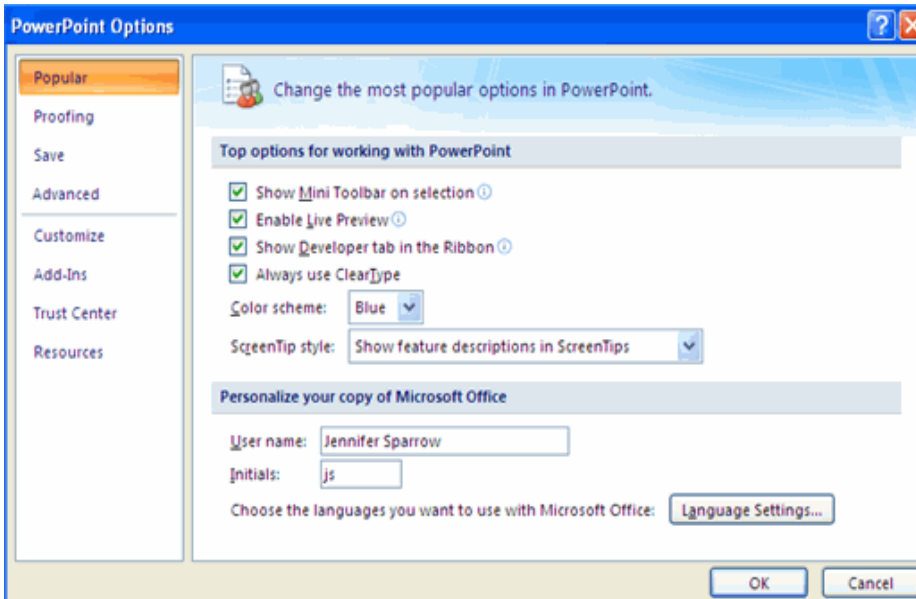 PowerPoint Options
Popular
Proofing
Save
Advanced
Customize
Add-Ins
Trust Center
Resources
Change the most popular options in PowerPoint.
Top options for working with PowerPoint
Show Mini Toolbar on selection
Enable Live Preview
Show Developer tab in the Ribbon
Always use ClearType
Color scheme: Blue
ScreenTip style: Show feature descriptions in ScreenTips
Personalize your copy of Microsoft Office
User name: Jennifer Sparrow
Initials: js
Choose the languages you want to use with Microsoft Office: Language Settings...
OK Cancel